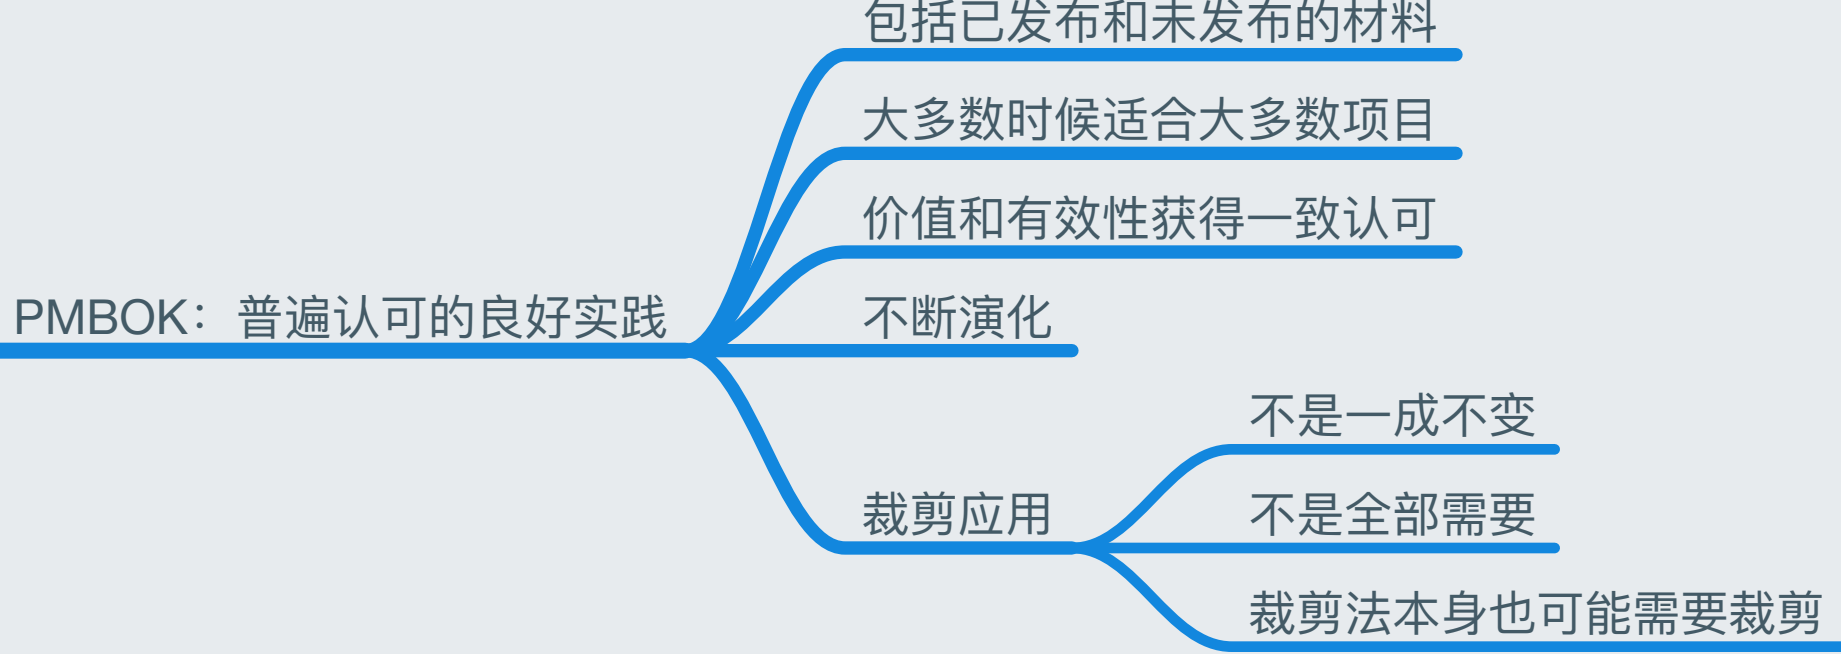 包括已发布和未发布的材料
大多数时候适合大多数项目
价值和有效性获得一致认可
PMBOK：普遍认可的良好实践
不断演化
不是一成不变
裁剪应用
不是全部需要
裁剪法本身也可能需要裁剪